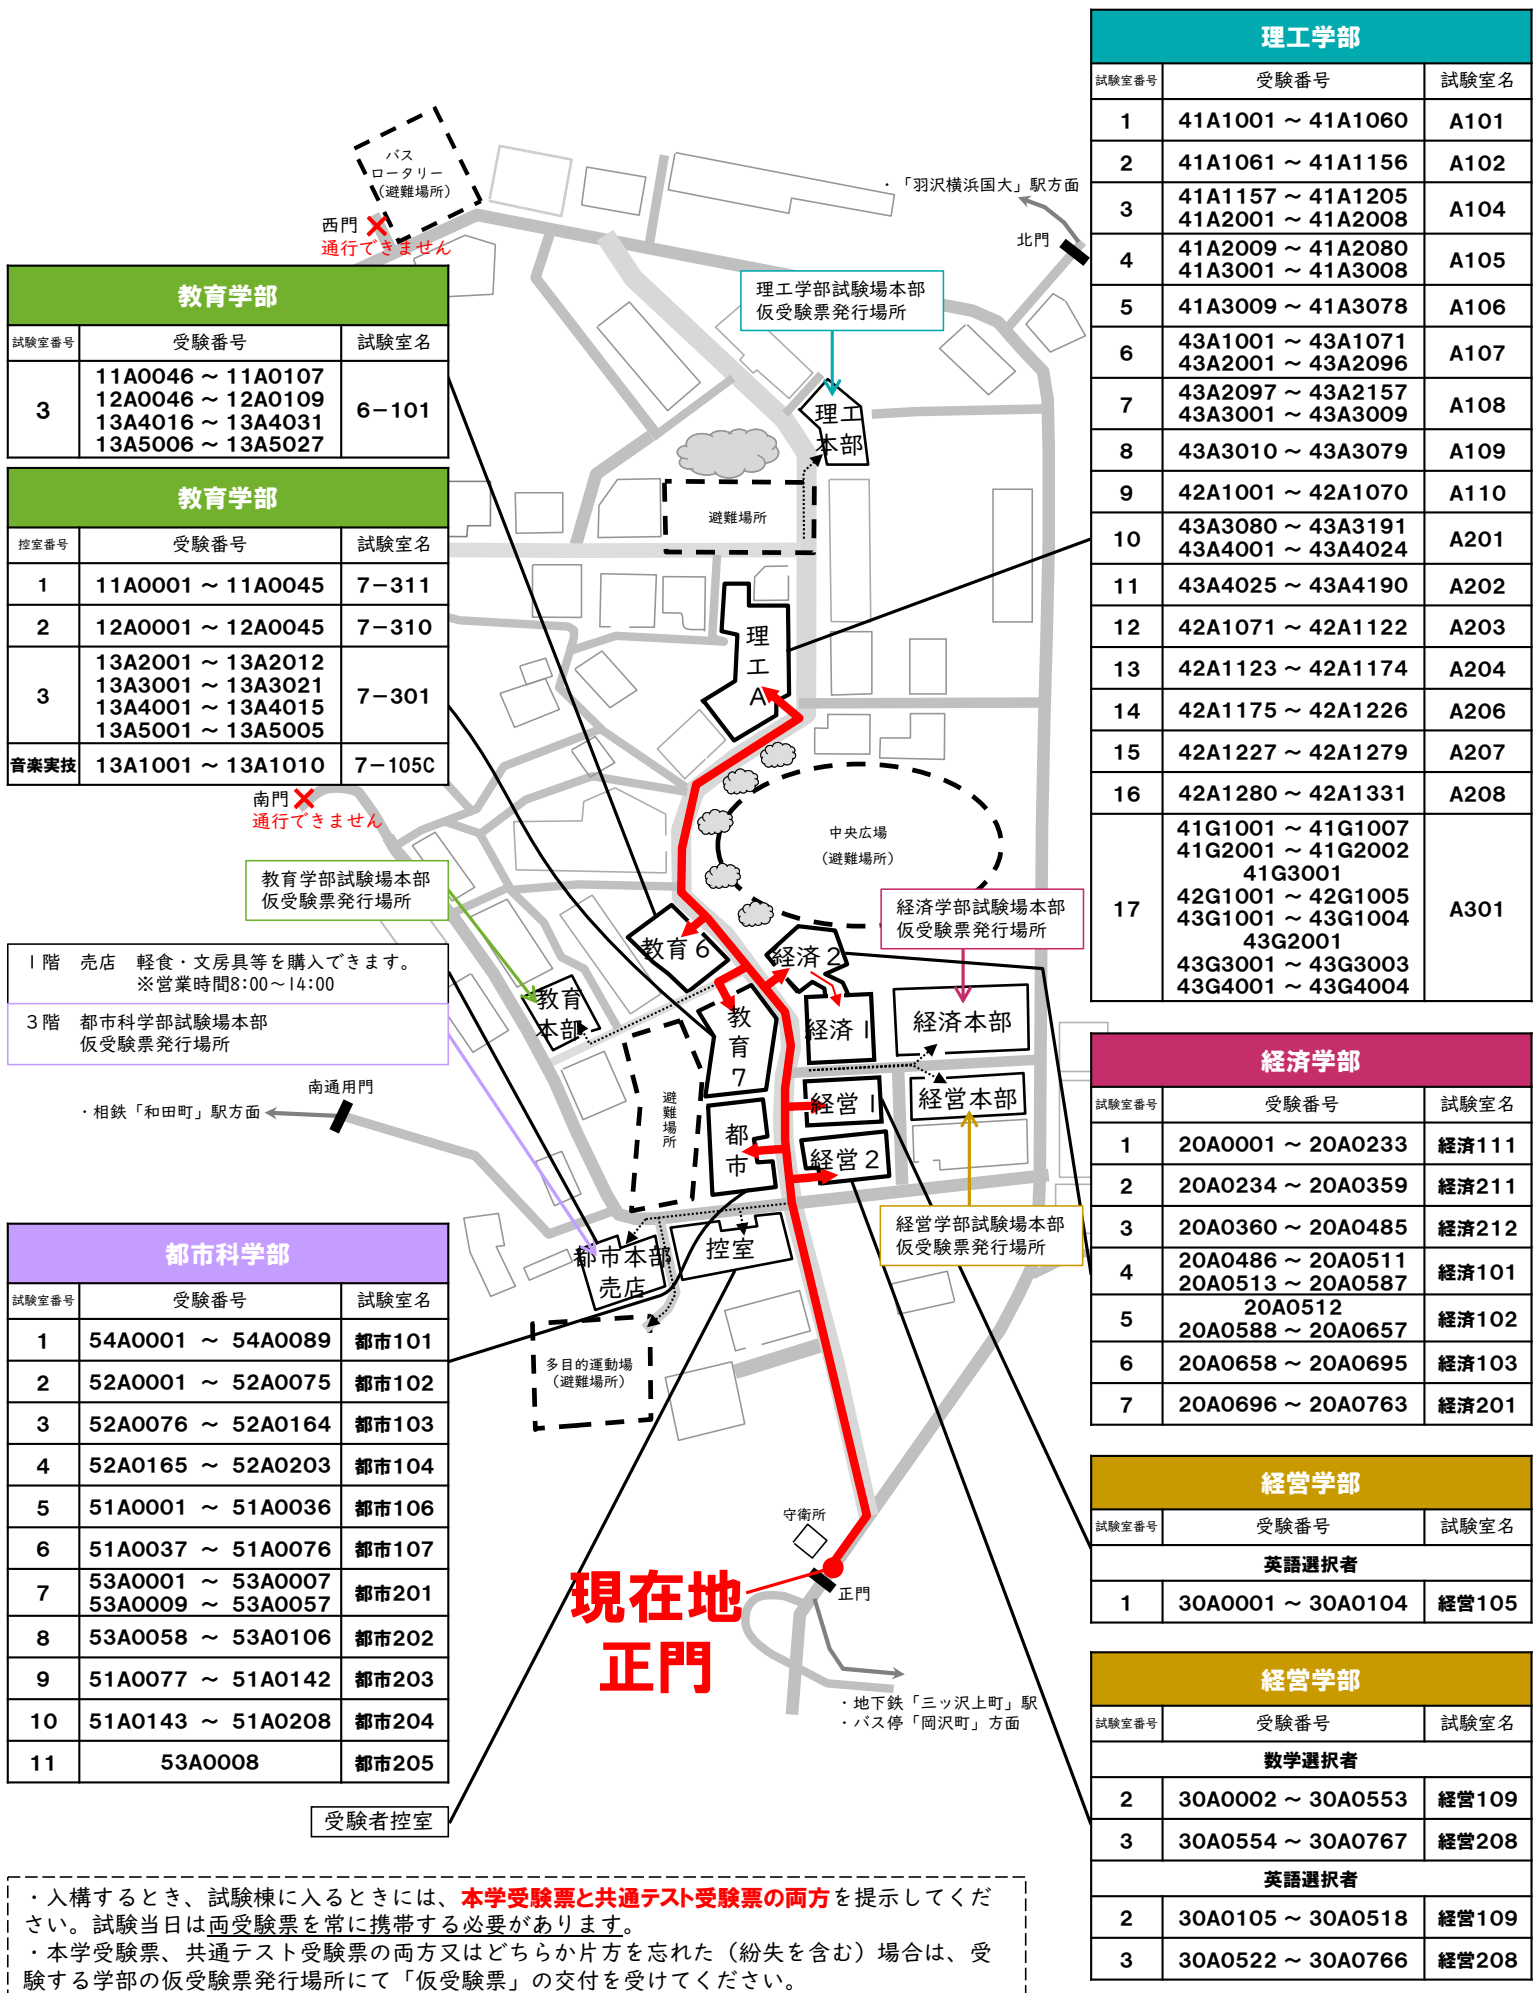 理工学部
試験室番号 受験番号 試験室名
1 41A1001 ～ 41A1060 A101
2 41A1061 ～ 41A1156 A102
3 41A1157 ～ 41A1205 A104
41A2001 ～ 41A2008
4 41A2009 ～ 41A2080 A105
41A3001 ～ 41A3008
5 41A3009 ～ 41A3078 A106
6 43A1001 ～ 43A1071 A107
43A2001 ～ 43A2096
7 43A2097 ～ 43A2157 A108
43A3001 ～ 43A3009
8 43A3010 ～ 43A3079 A109
9 42A1001 ～ 42A1070 A110
10 43A3080 ～ 43A3191 A201
43A4001 ～ 43A4024
11 43A4025 ～ 43A4190 A202
12 42A1071 ～ 42A1122 A203
13 42A1123 ～ 42A1174 A204
14 42A1175 ～ 42A1226 A206
15 42A1227 ～ 42A1279 A207
16 42A1280 ～ 42A1331 A208
17 41G1001 ～ 41G1007 A301
41G2001 ～ 41G2002
41G3001
42G1001 ～ 42G1005
43G1001 ～ 43G1004
43G2001
43G3001 ～ 43G3003
43G4001 ～ 43G4004
バス
ロータリー
（避難場所）
西門
通行できません
・「羽沢横浜国大」駅方面
北門
理工学部試験場本部
仮受験票発行場所
教育学部
試験室番号 受験番号 試験室名
3 11A0046 ～ 11A0107 6−101
12A0046 ～ 12A0109
13A4016 ～ 13A4031
13A5006 ～ 13A5027
教育学部
控室番号 受験番号 試験室名
1 11A0001 ～ 11A0045 7−311
2 12A0001 ～ 12A0045 7−310
3 13A2001 ～ 13A2012 7−301
13A3001 ～ 13A3021
13A4001 ～ 13A4015
13A5001 ～ 13A5005
音楽実技 13A1001 ～ 13A1010 7−105C
理工
本部
避難場所
理
工
A
南門
通行できません
中央広場
（避難場所）
教育学部試験場本部
仮受験票発行場所
経済学部試験場本部
仮受験票発行場所
1階 売店 軽食・文房具等を購入できます。
※営業時間8:00～14:00
3階 都市科学部試験場本部
仮受験票発行場所
教育6
経済2
教育
本部
教
育
7
経済1
経済本部
南通用門
・相鉄「和田町」駅方面
避難場所
経営1
経営本部
都
市
経営2
経営学部試験場本部
仮受験票発行場所
都市本部
売店
控室
多目的運動場
（避難場所）
経済学部
試験室番号 受験番号 試験室名
1 20A0001 ～ 20A0233 経済111
2 20A0234 ～ 20A0359 経済211
3 20A0360 ～ 20A0485 経済212
4 20A0486 ～ 20A0511 経済101
20A0513 ～ 20A0587
5 20A0512 経済102
20A0588 ～ 20A0657
6 20A0658 ～ 20A0695 経済103
7 20A0696 ～ 20A0763 経済201
都市科学部
試験室番号 受験番号 試験室名
1 54A0001 ～ 54A0089 都市101
2 52A0001 ～ 52A0075 都市102
3 52A0076 ～ 52A0164 都市103
4 52A0165 ～ 52A0203 都市104
5 51A0001 ～ 51A0036 都市106
6 51A0037 ～ 51A0076 都市107
7 53A0001 ～ 53A0007 都市201
53A0009 ～ 53A0057
8 53A0058 ～ 53A0106 都市202
9 51A0077 ～ 51A0142 都市203
10 51A0143 ～ 51A0208 都市204
11 53A0008 都市205
経営学部
試験室番号 受験番号 試験室名
英語選択者
1 30A0001 ～ 30A0104 経営105
経営学部
試験室番号 受験番号 試験室名
数学選択者
2 30A0002 ～ 30A0553 経営109
3 30A0554 ～ 30A0767 経営208
英語選択者
2 30A0105 ～ 30A0518 経営109
3 30A0522 ～ 30A0766 経営208
守衛所
現在地
正門
正門
・地下鉄「三ッ沢上町」駅
・バス停「岡沢町」方面
受験者控室
・入構するとき、試験棟に入るときには、本学受験票と共通テスト受験票の両方を提示してくだ
さい。試験当日は両受験票を常に携帯する必要があります。
・本学受験票、共通テスト受験票の両方又はどちらか片方を忘れた（紛失を含む）場合は、受
験する学部の仮受験票発行場所にて「仮受験票」の交付を受けてください。